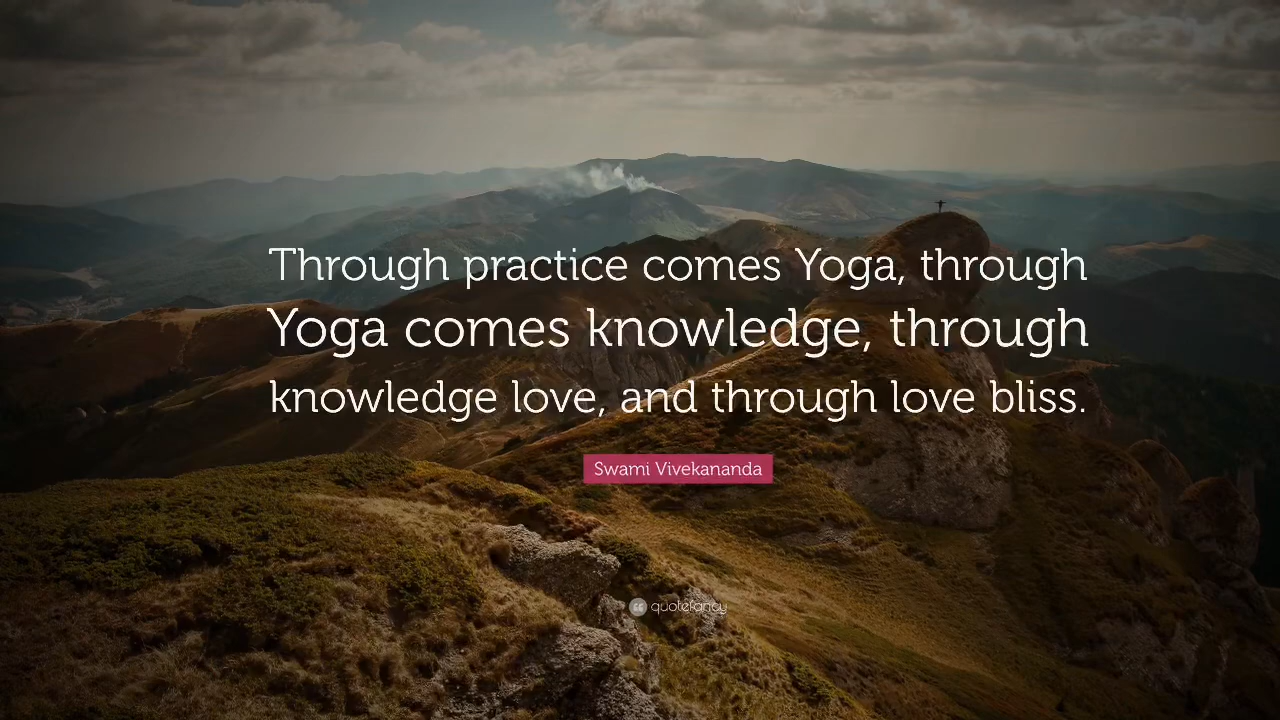 Through practice comes Yoga, through
Yoga comes knowledge, through
knowledge love, and through love bliss.
Swami Vivekananda
quotefancy